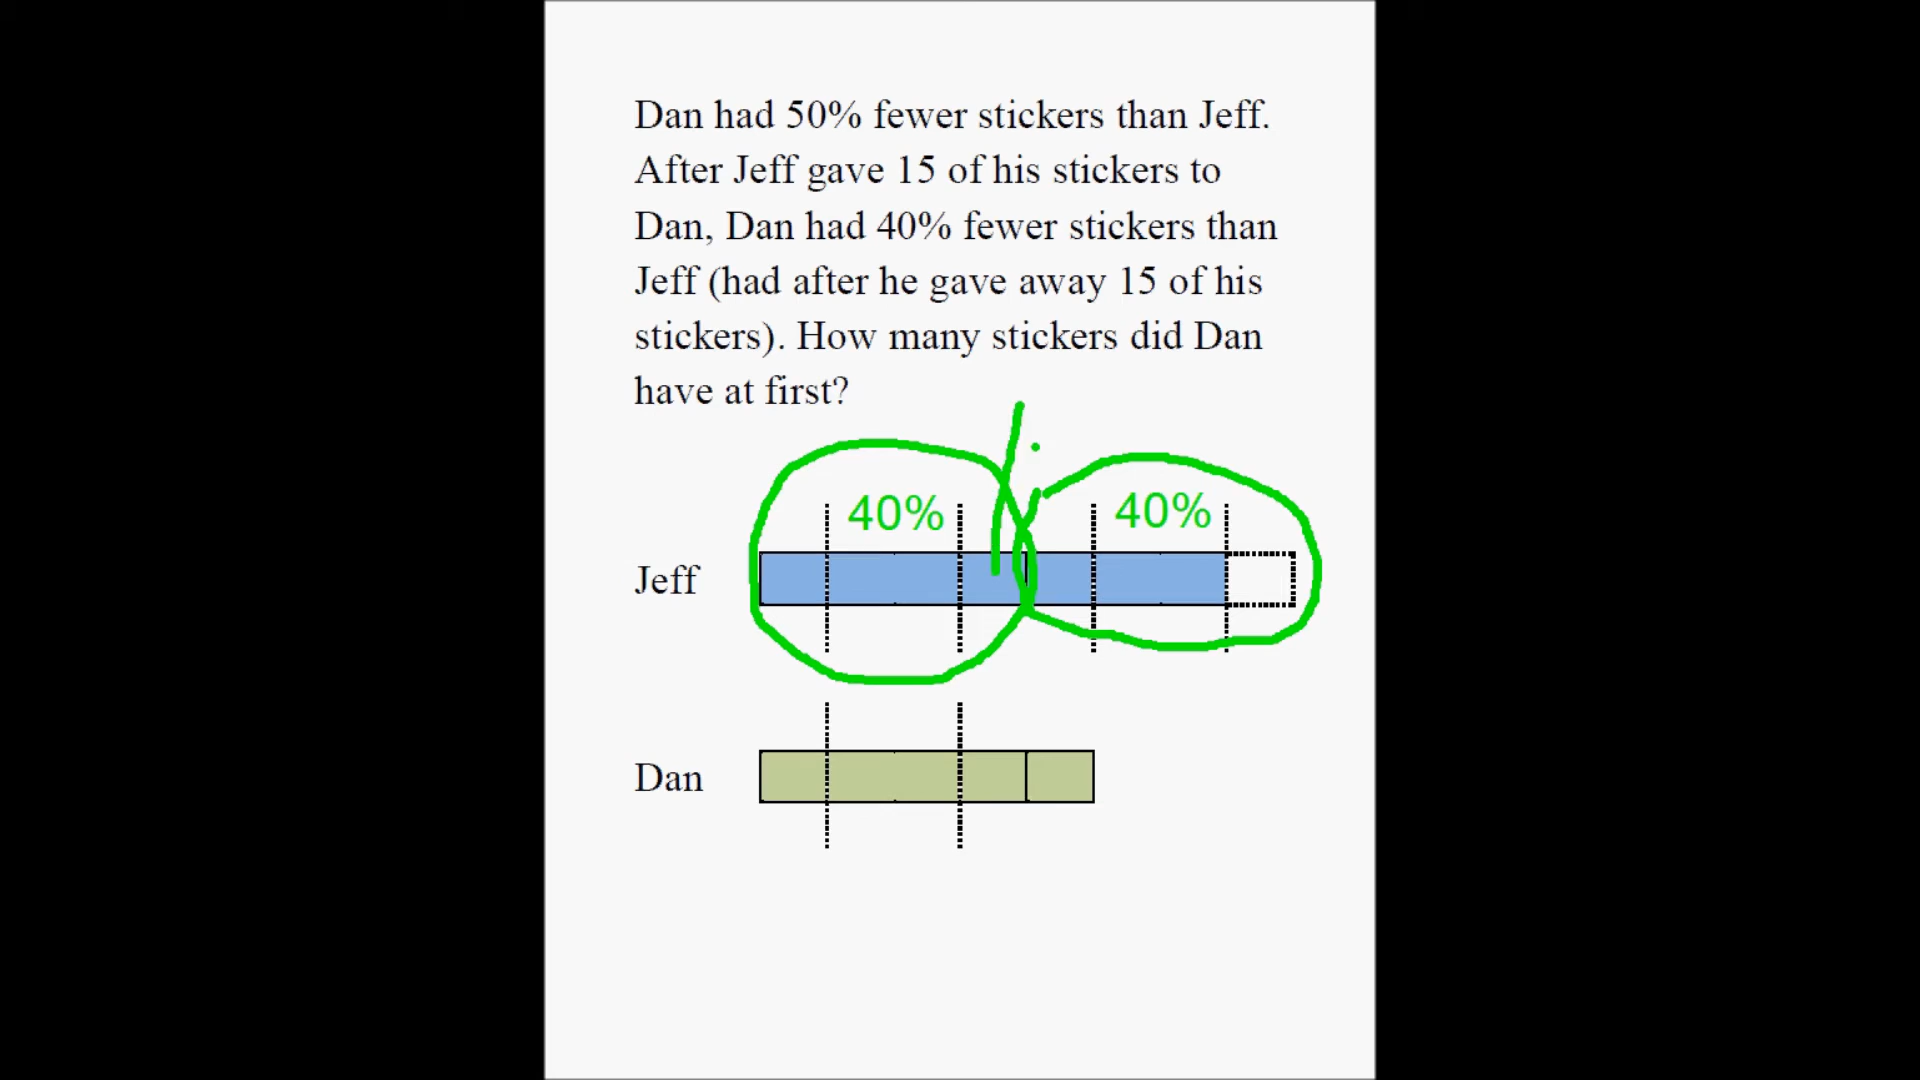 Dan had 50% fewer stickers than Jeff.
After Jeff gave 15 of his stickers to
Dan, Dan had 40% fewer stickers than
Jeff (had after he gave away 15 of his
stickers). How many stickers did Dan
have at first?
40% 40%
Jeff
Dan